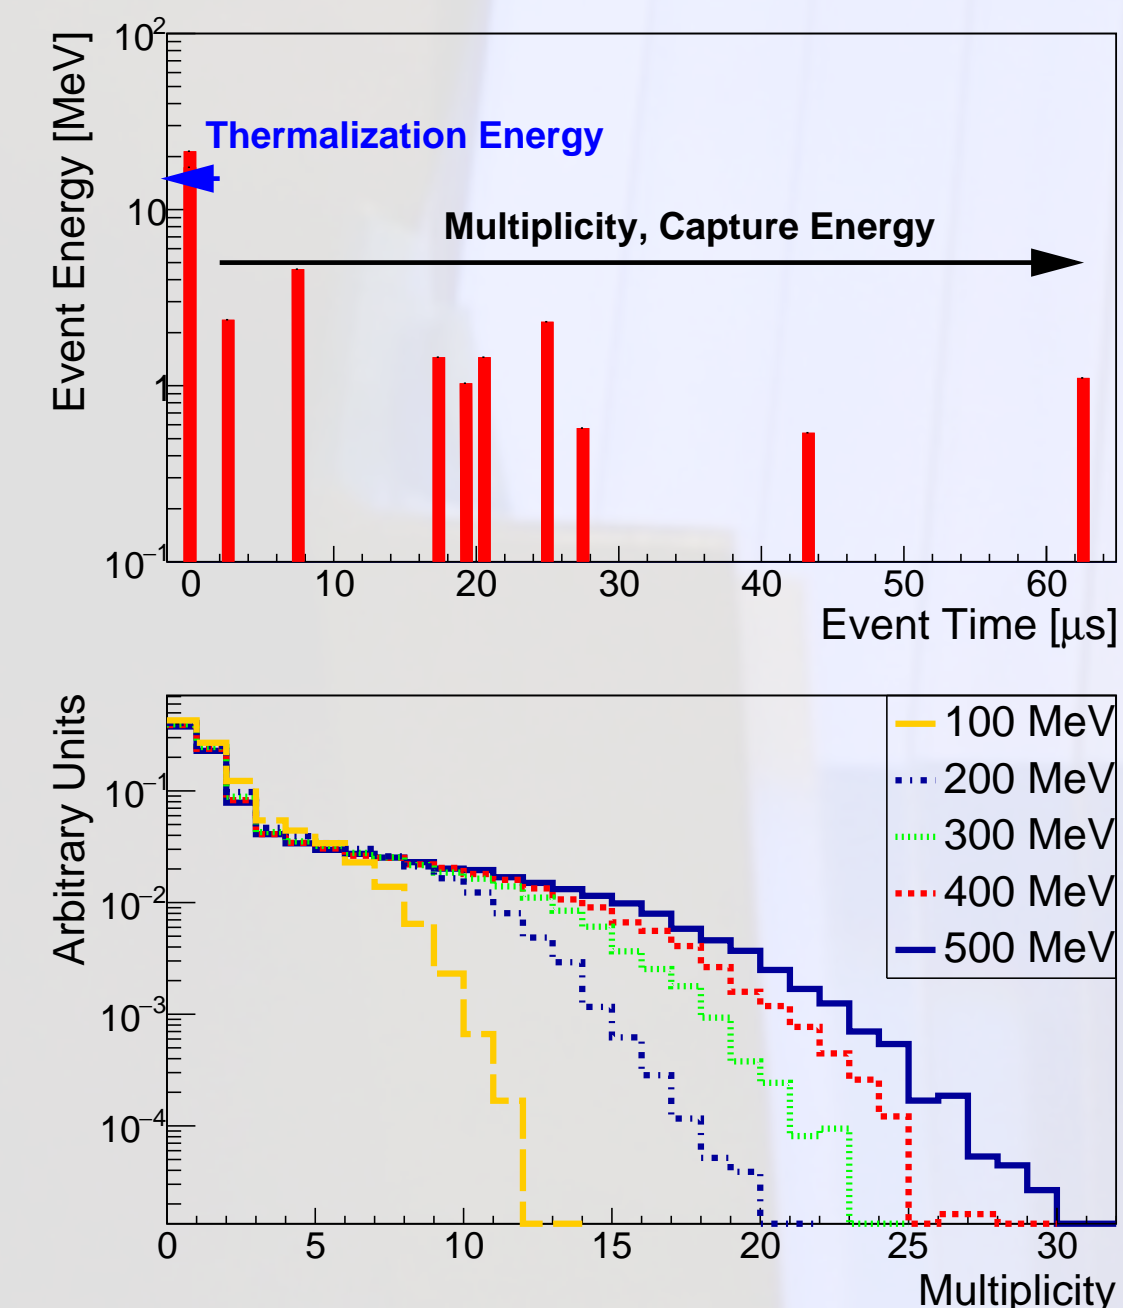 Event Energy [MeV]
10²
10
1
10⁻¹
Thermalization Energy
Multiplicity, Capture Energy
0 10 20 30 40 50 60
Event Time [μs]
Arbitrary Units
10⁻¹
10⁻²
10⁻³
10⁻⁴
100 MeV
200 MeV
300 MeV
400 MeV
500 MeV
0 5 10 15 20 25 30
Multiplicity